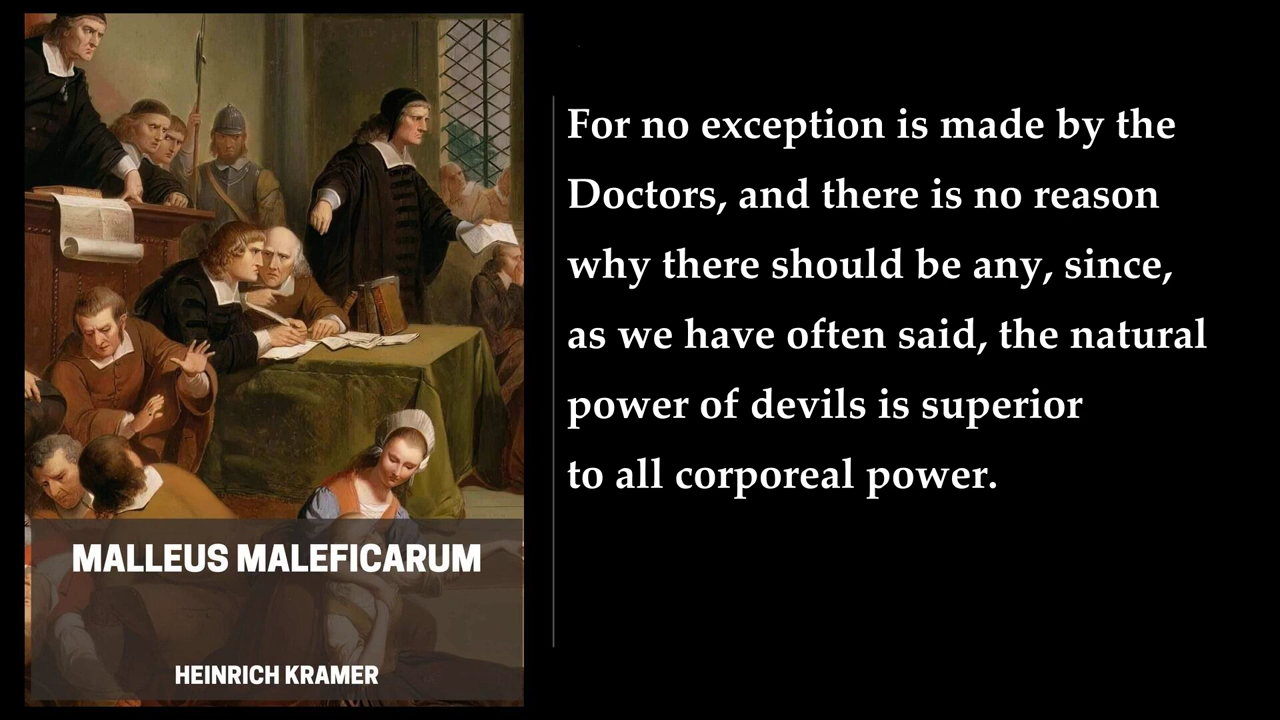 MALLEUS MALEFICARUM
HEINRICH KRAMER
For no exception is made by the
Doctors, and there is no reason
why there should be any, since,
as we have often said, the natural
power of devils is superior
to all corporeal power.